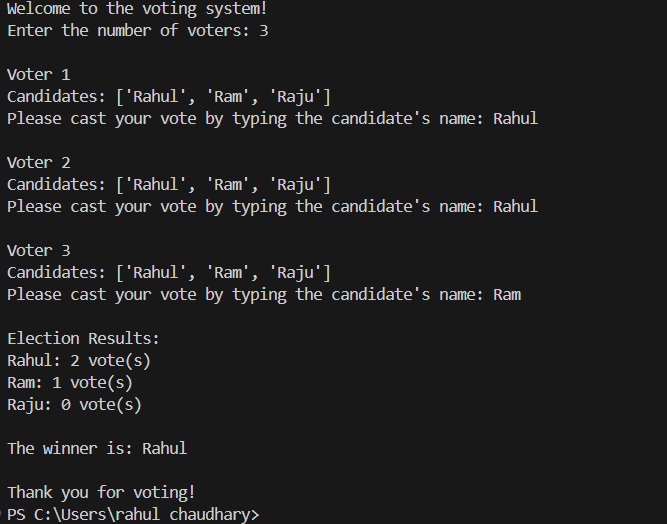 Welcome to the voting system!
Enter the number of voters: 3
Voter 1
Candidates: ['Rahul', 'Ram', 'Raju']
Please cast your vote by typing the candidate's name: Rahul
Voter 2
Candidates: ['Rahul', 'Ram', 'Raju']
Please cast your vote by typing the candidate's name: Rahul
Voter 3
Candidates: ['Rahul', 'Ram', 'Raju']
Please cast your vote by typing the candidate's name: Ram
Election Results:
Rahul: 2 vote(s)
Ram: 1 vote(s)
Raju: 0 vote(s)
The winner is: Rahul
Thank you for voting!
PS C:\Users\rahul chaudhary>